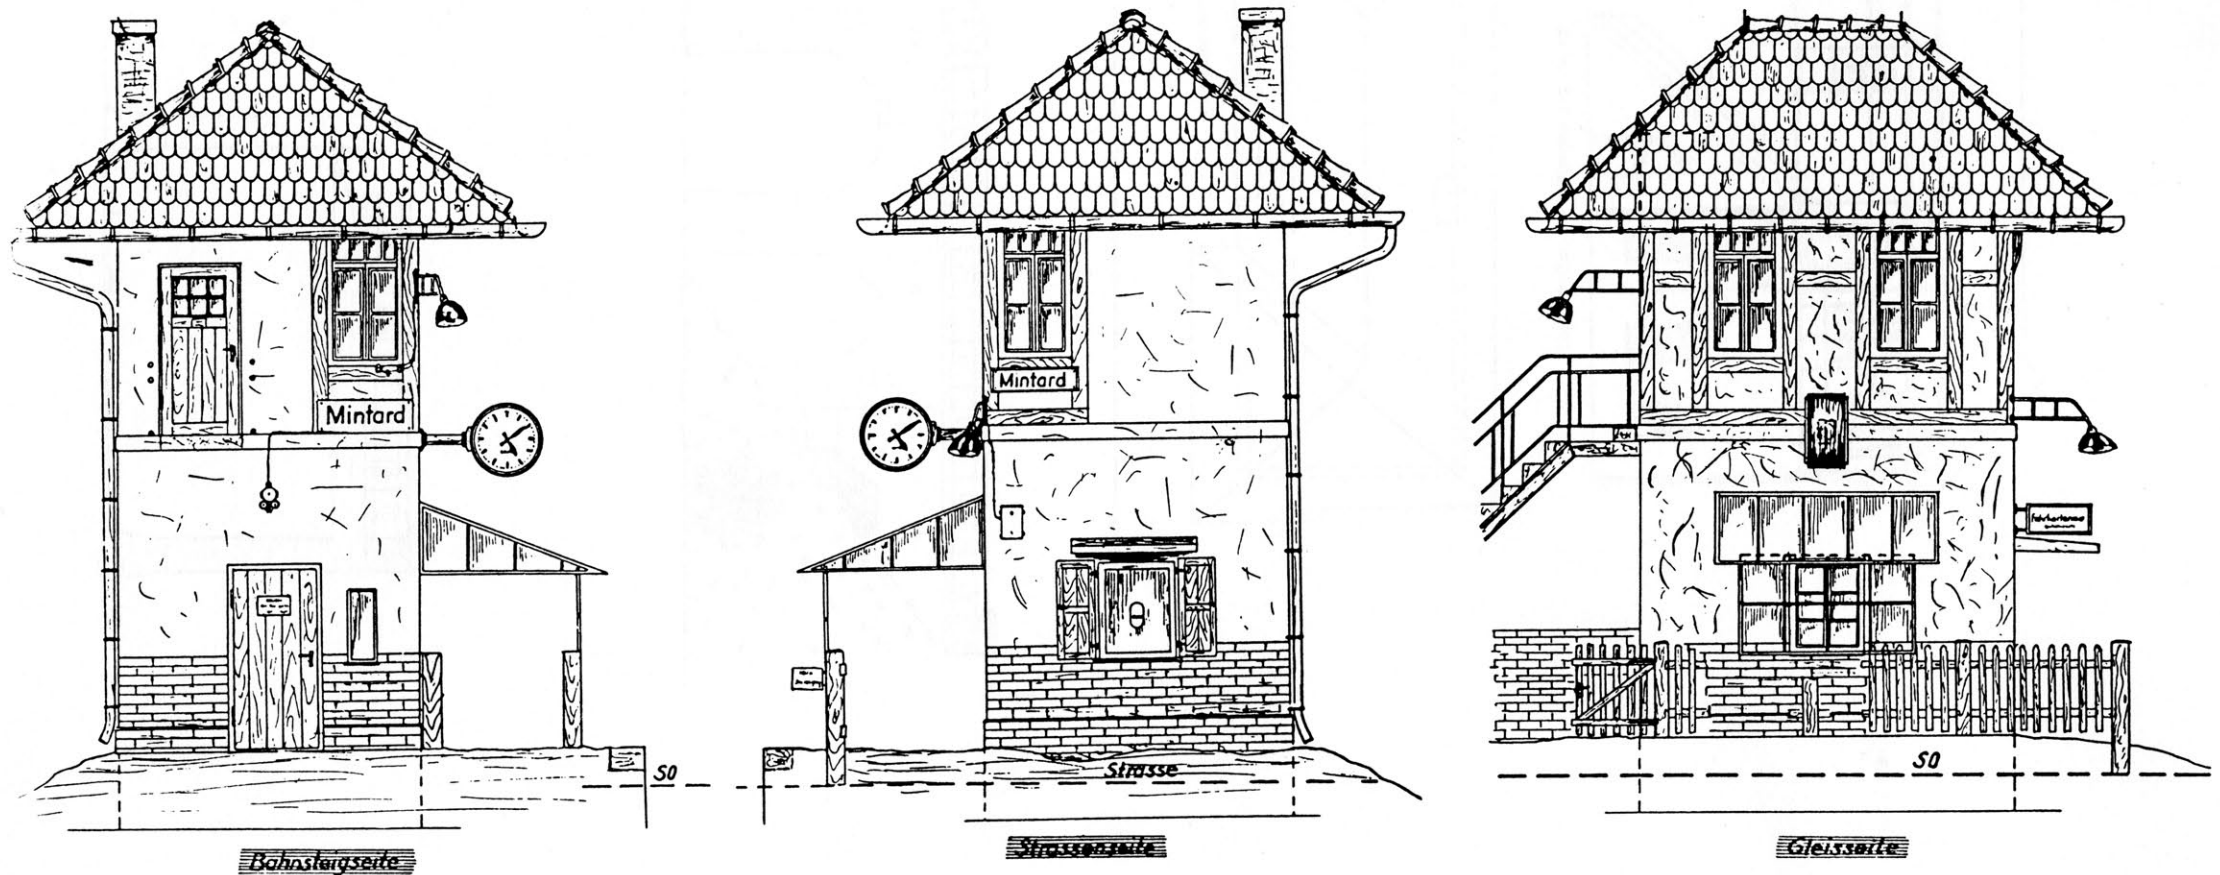 Mintard
SO
Bahnsteigseite
Mintard
Strasse
Strassenseite
SO
Gleisseite